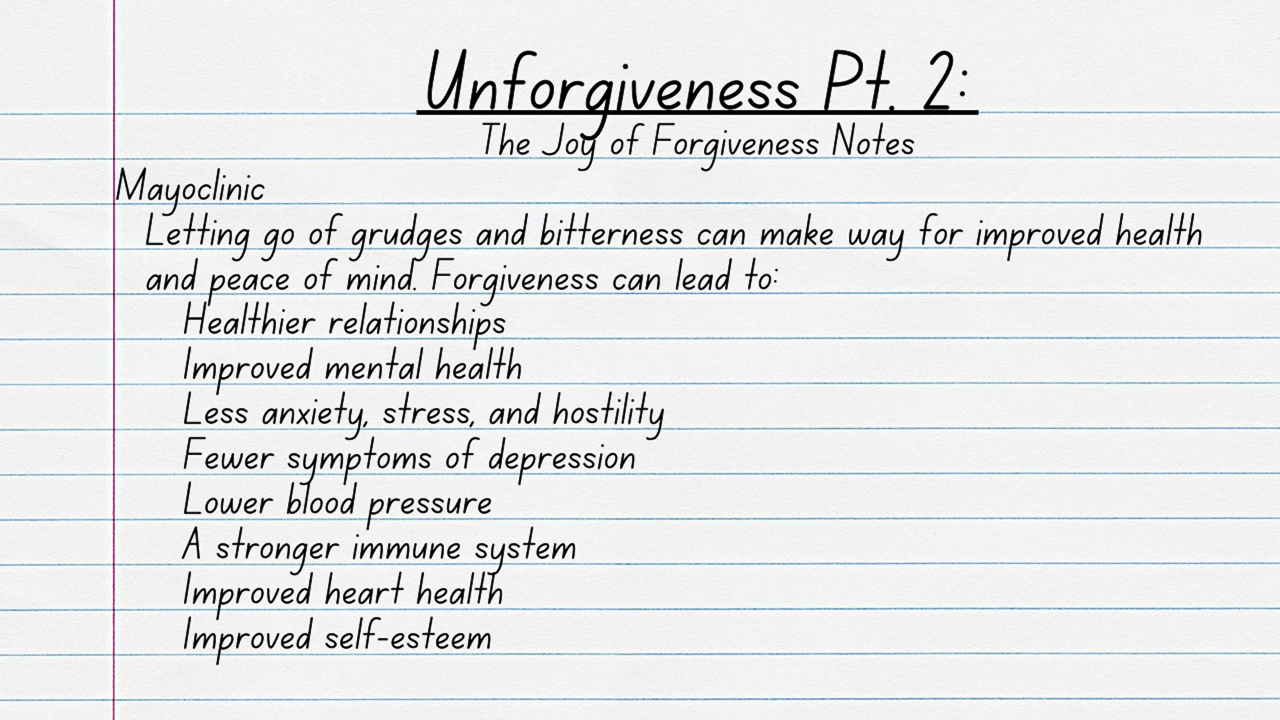 Unforgiveness Pt. 2:
The Joy of Forgiveness Notes
Mayoclinic
Letting go of grudges and bitterness can make way for improved health
and peace of mind. Forgiveness can lead to:
Healthier relationships
Improved mental health
Less anxiety, stress, and hostility
Fewer symptoms of depression
Lower blood pressure
A stronger immune system
Improved heart health
Improved self-esteem